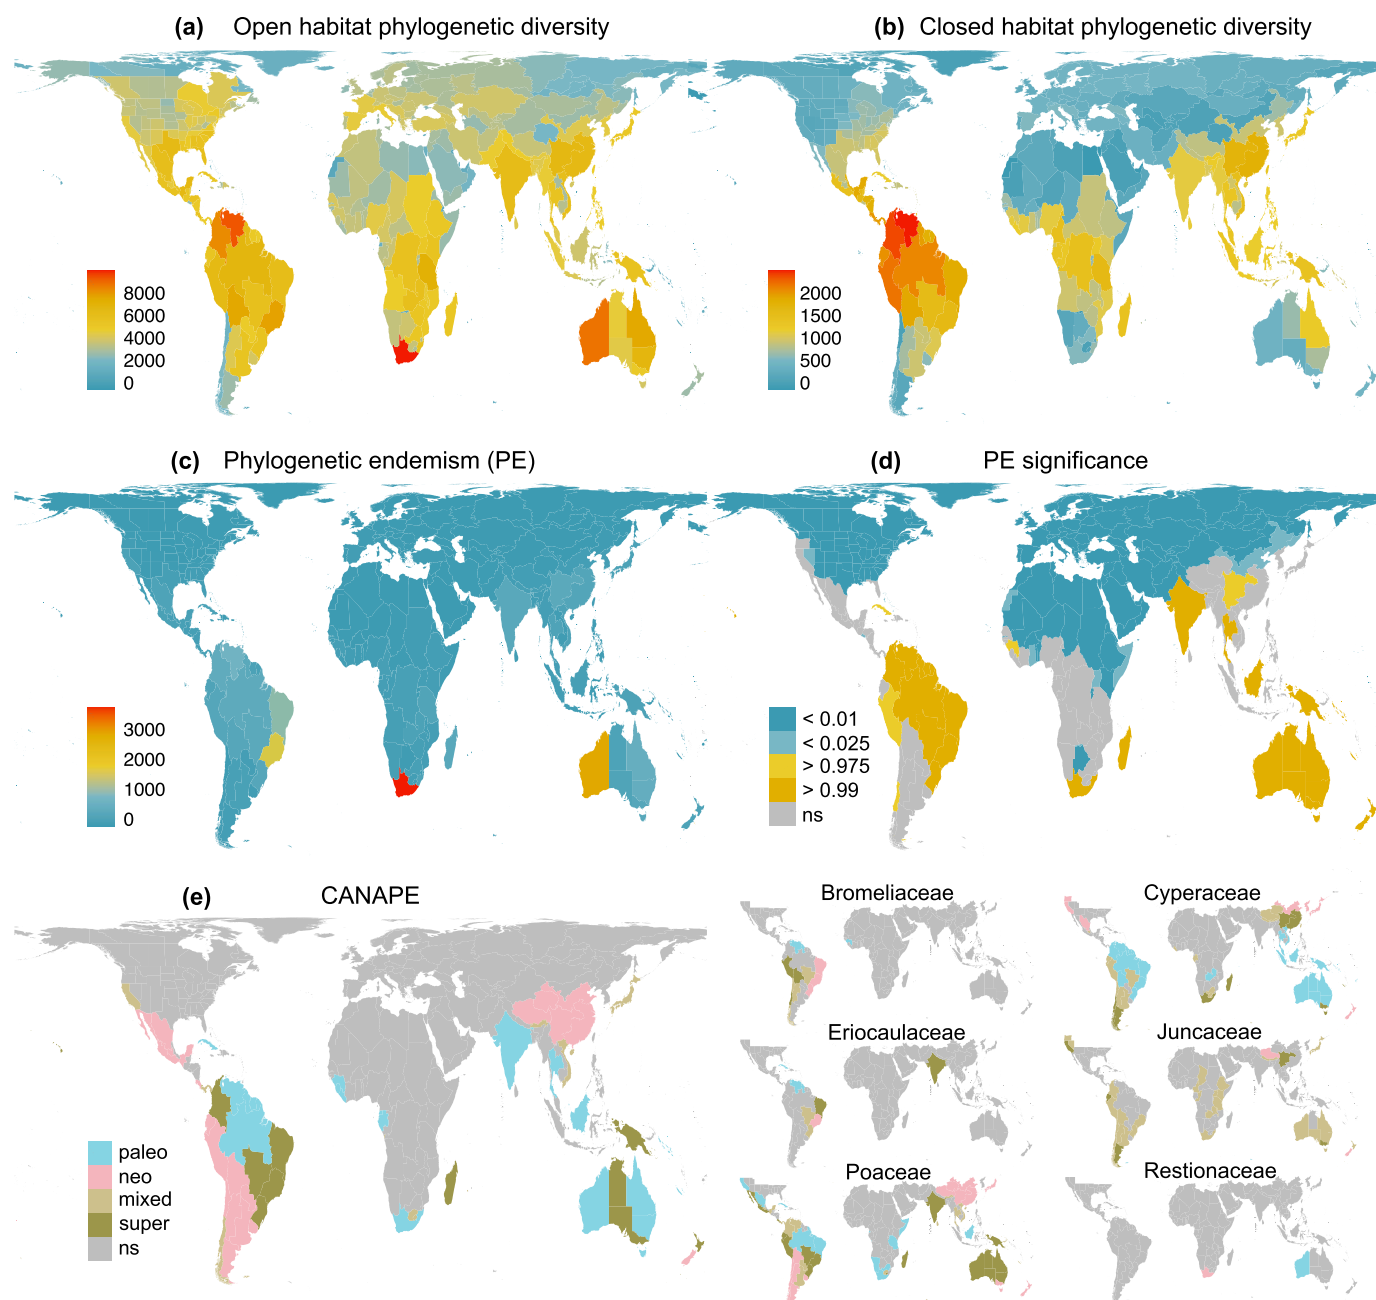 (a) Open habitat phylogenetic diversity
(b) Closed habitat phylogenetic diversity
8000
6000
4000
2000
0
2000
1500
1000
500
0
(c) Phylogenetic endemism (PE)
(d) PE significance
3000
2000
1000
0
< 0.01
< 0.025
> 0.975
> 0.99
ns
(e) CANAPE
paleo
neo
mixed
super
ns
Bromeliaceae
Cyperaceae
Eriocaulaceae
Juncaceae
Poaceae
Restionaceae